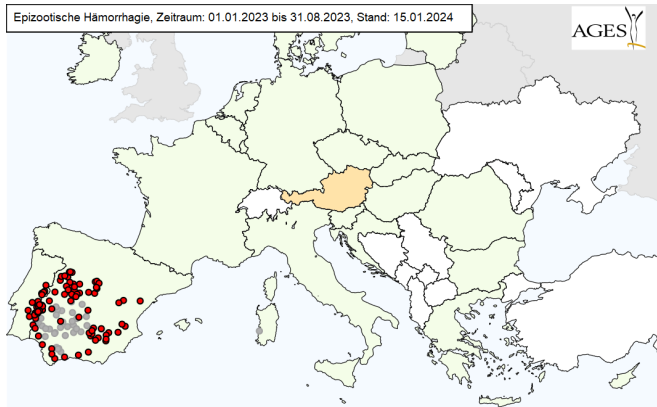 Epizootische Hämorrhagie, Zeitraum: 01.01.2023 bis 31.08.2023, Stand: 15.01.2024
AGES